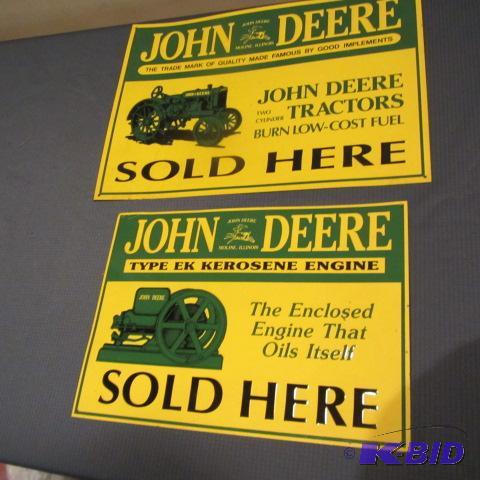 JOHN DEERE
JOHN DEERE
MOLINE, ILLINOIS
THE TRADE MARK OF QUALITY MADE FAMOUS BY GOOD IMPLEMENTS
JOHN DEERE
TWO CYLINDER TRACTORS
BURN LOW-COST FUEL
SOLD HERE
JOHN DEERE
JOHN DEERE
MOLINE, ILLINOIS
TYPE EK KEROSENE ENGINE
JOHN DEERE
The Enclosed
Engine That
Oils Itself
SOLD HERE
© K-BID